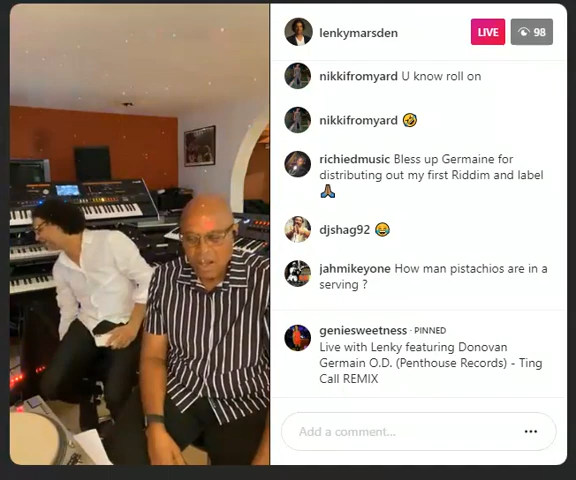 lenkymarsden
LIVE
98
nikkifromyard U know roll on
nikkifromyard 🤣
richiedmusic Bless up Germaine for
distributing out my first Riddim and label
🙏🏾
djshag92 😂
jahmikeyone How man pistachios are in a
serving ?
geniesweetness · PINNED
Live with Lenky featuring Donovan
Germain O.D. (Penthouse Records) - Ting
Call REMIX
Add a comment...